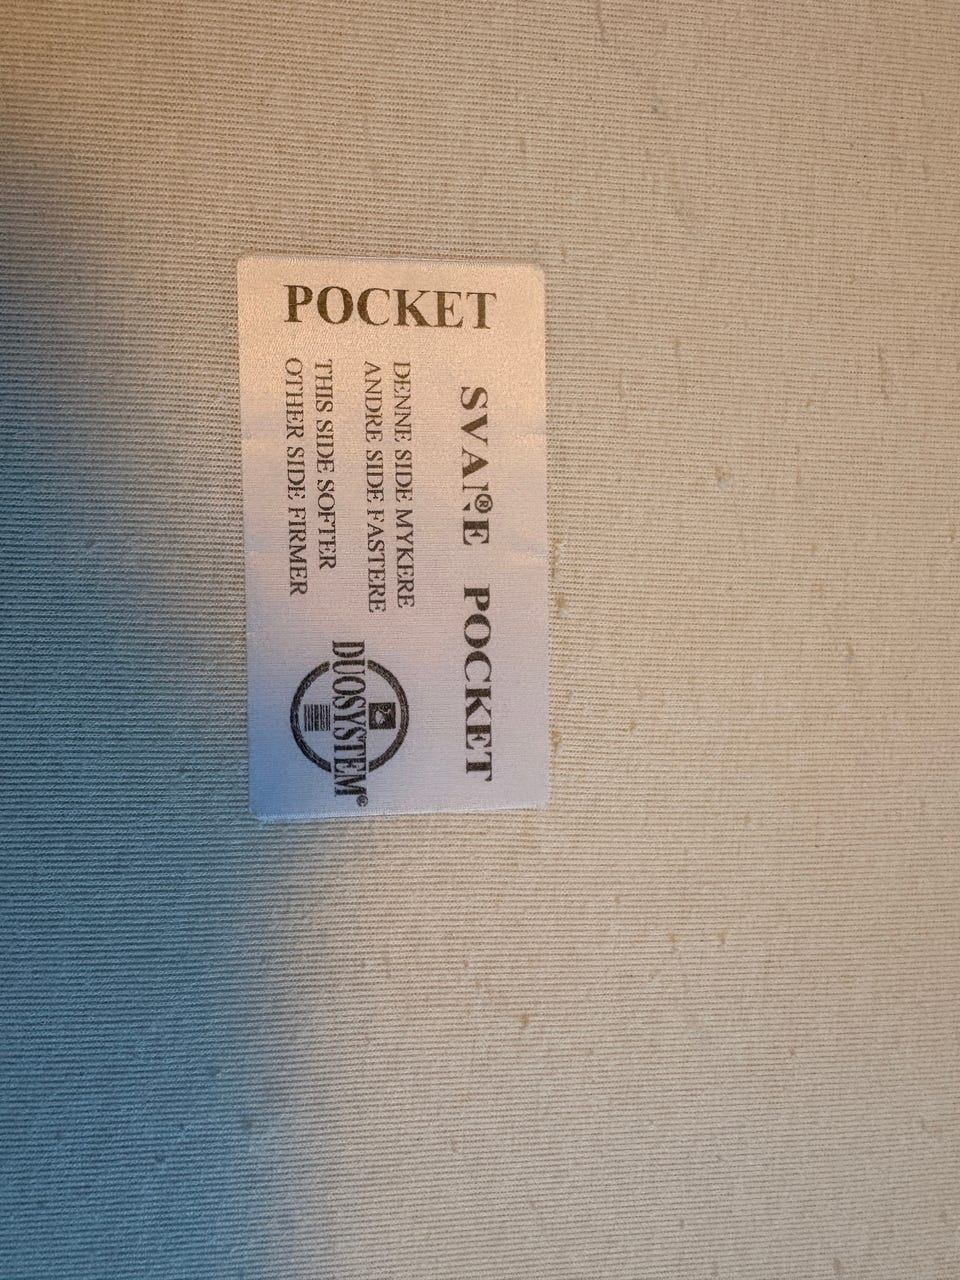 POCKET
SVANE® POCKET
DENNE SIDE MYKERE
ANDRE SIDE FASTERE
THIS SIDE SOFTER
OTHER SIDE FIRMER
DUOSYSTEM®